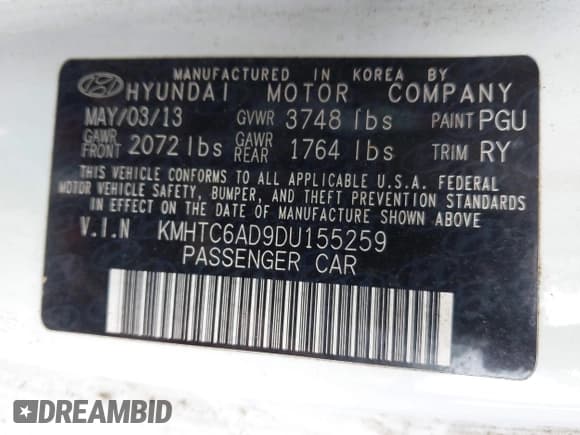 MANUFACTURED IN KOREA BY
HYUNDAI MOTOR COMPANY
MAY/03/13 GVWR 3748 lbs PAINT PGU
GAWR FRONT 2072 lbs GAWR REAR 1764 lbs TRIM RY
THIS VEHICLE CONFORMS TO ALL APPLICABLE U.S.A. FEDERAL
MOTOR VEHICLE SAFETY, BUMPER, AND THEFT PREVENTION STANDARDS
IN EFFECT ON THE DATE OF MANUFACTURE SHOWN ABOVE.
V.I.N KMHTC6AD9DU155259
PASSENGER CAR
DREAMBID